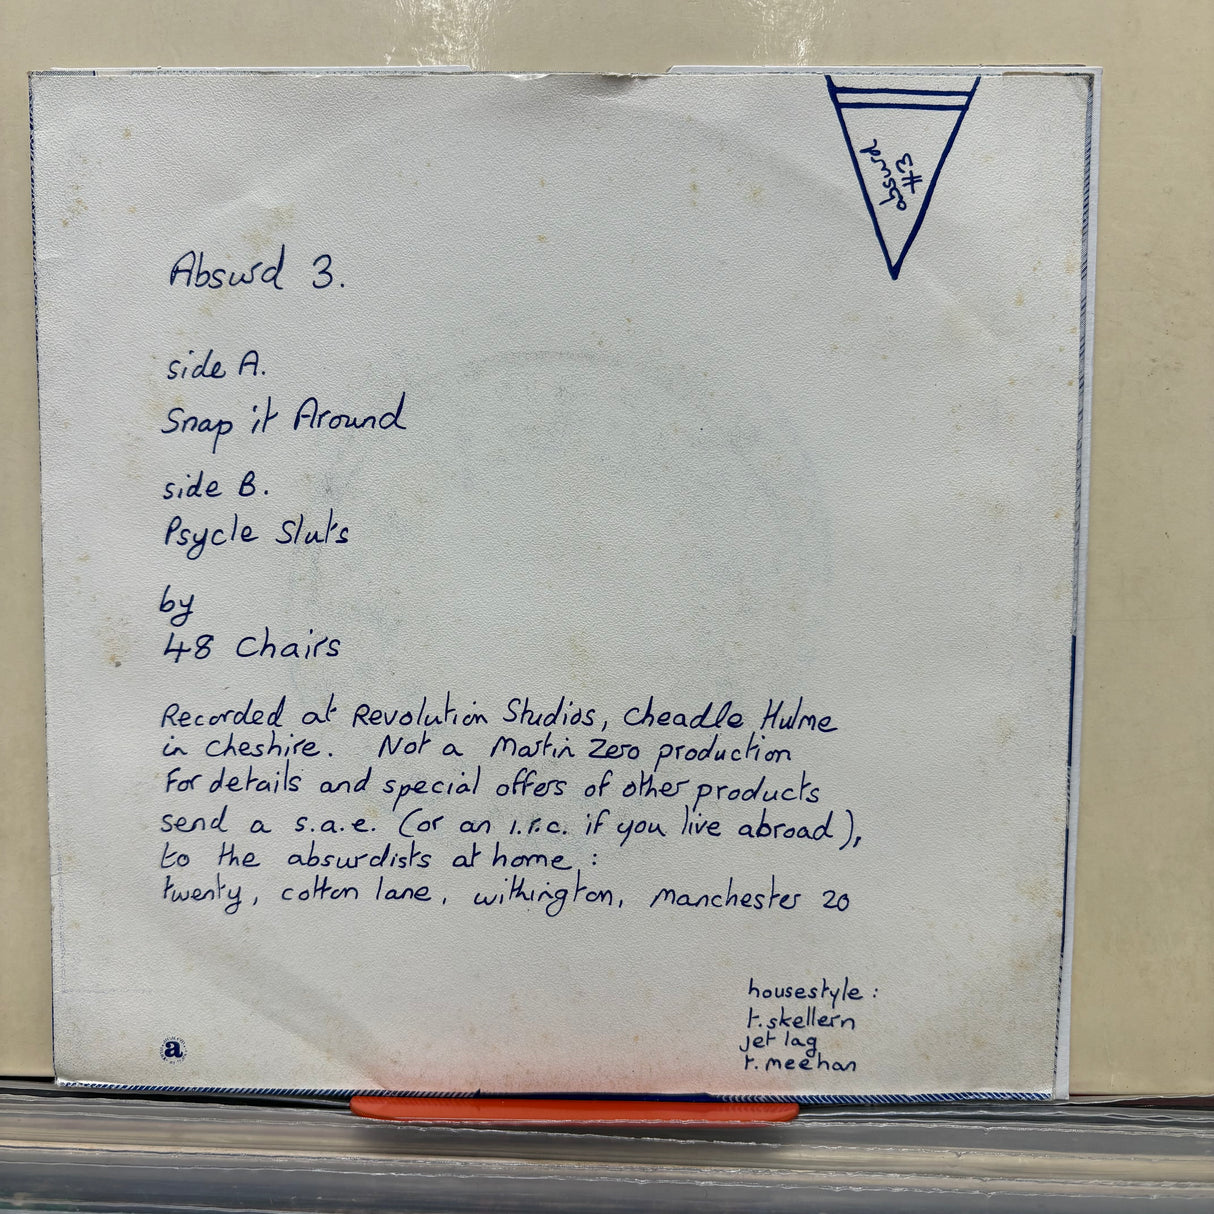 absurd
#3
Absurd 3.
side A.
Snap it Around
side B.
Psycle Sluts
by
48 Chairs
Recorded at Revolution Studios, Cheadle Hulme
in Cheshire. Not a Martin Zero production
For details and special offers of other products
send a s.a.e. (or an i.r.c. if you live abroad),
to the absurdists at home :
twenty, cotton lane, withington, manchester 20
housestyle :
t.skellern
jet lag
t.meehan
a